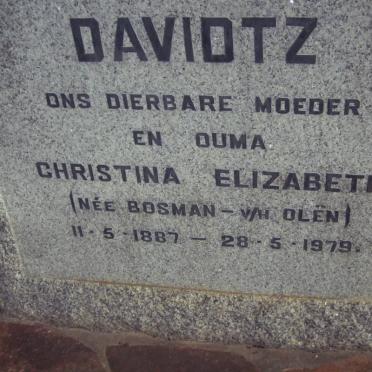 DAVIDTZ
ONS DIERBARE MOEDER
EN OUMA
CHRISTINA ELIZABETH
(NÉE BOSMAN - V/H OLËN)
11 - 5 - 1887 - 28 - 5 - 1979.